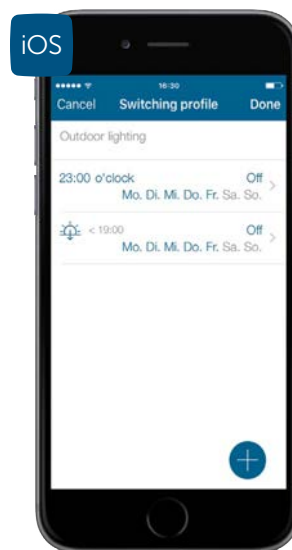 iOS
16:30
Cancel Switching profile Done
Outdoor lighting
23:00 o'clock Off
Mo. Di. Mi. Do. Fr. Sa. So.
< 19:00 Off
Mo. Di. Mi. Do. Fr. Sa. So.